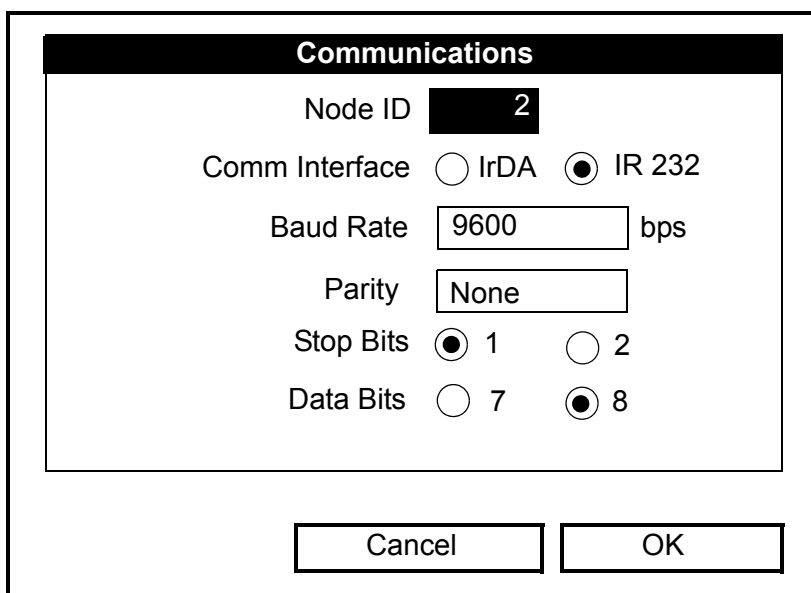 Communications
Node ID 2
Comm Interface IrDA IR 232
Baud Rate 9600 bps
Parity None
Stop Bits 1 2
Data Bits 7 8
Cancel OK